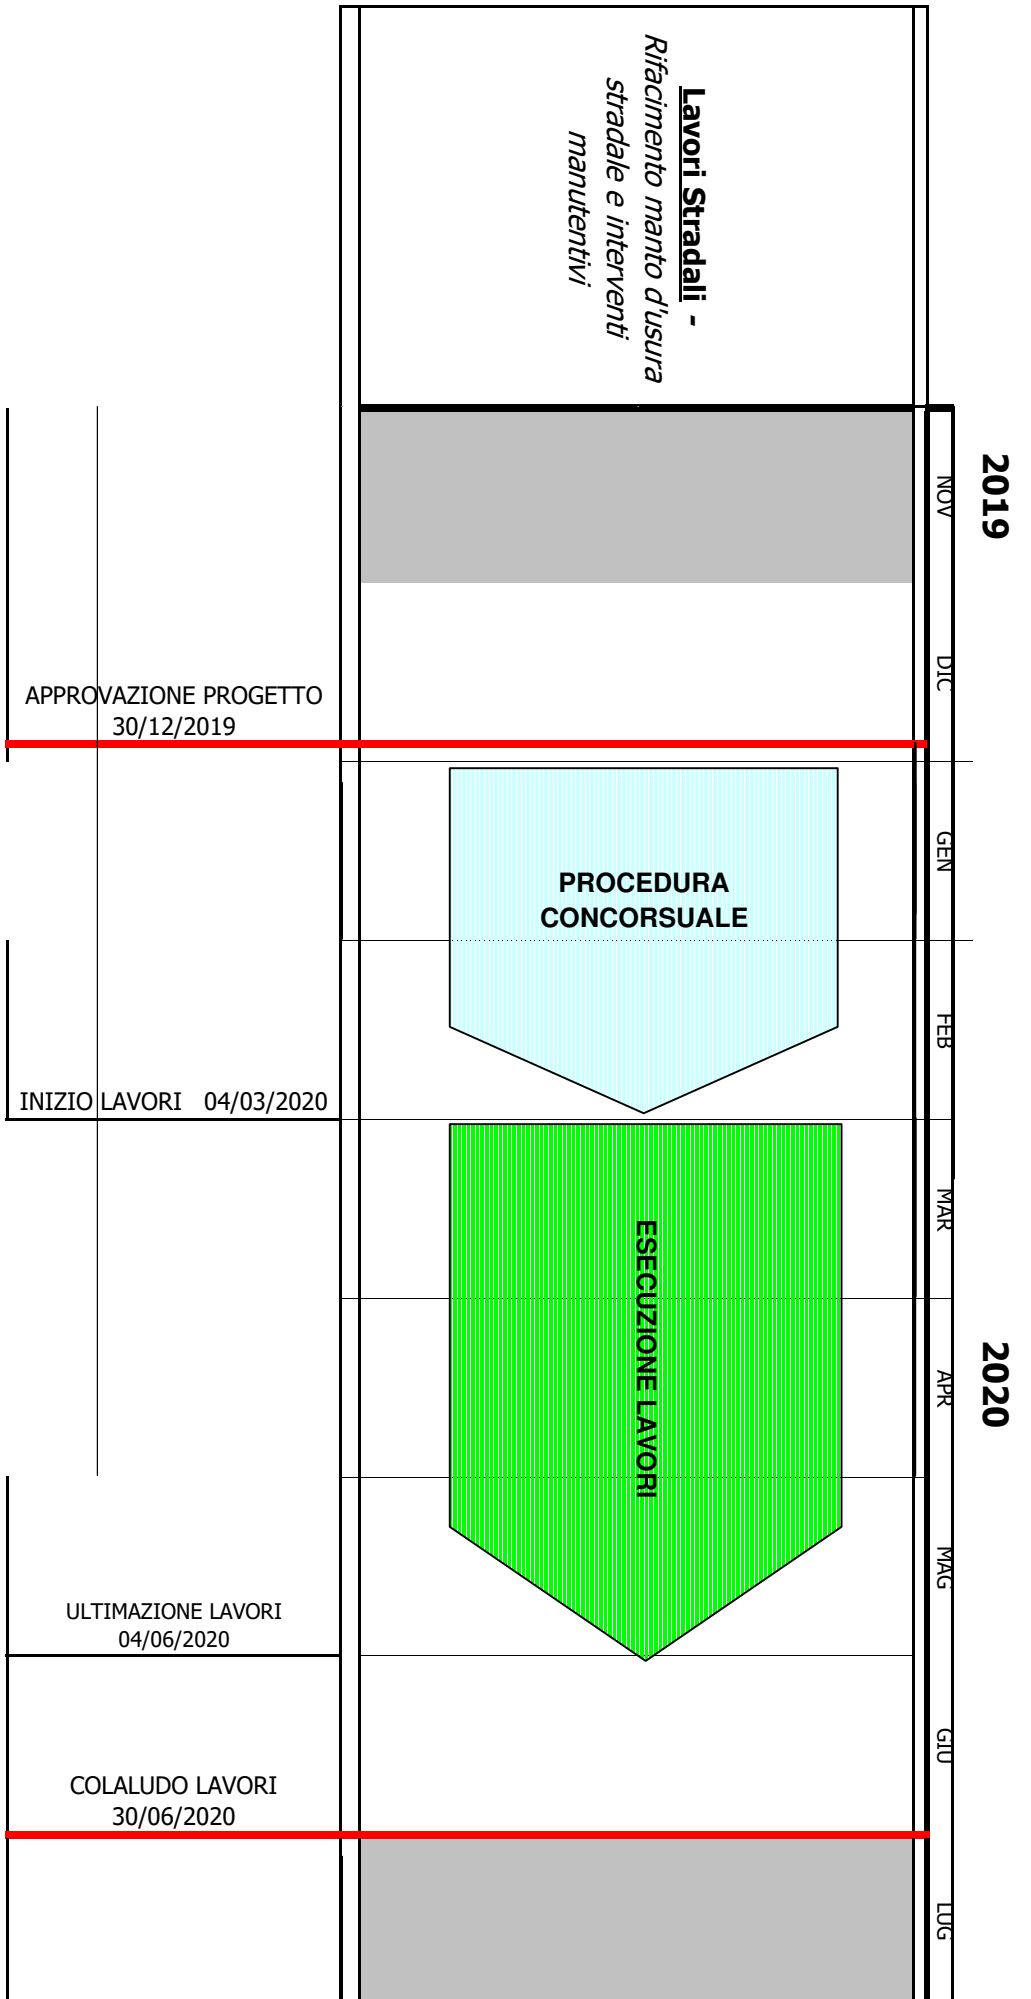 Lavori Stradali -
Rifacimento manto d'usura
stradale e interventi
manutentivi
2019
NOV
DIC
APPROVAZIONE PROGETTO
30/12/2019
2020
GEN
PROCEDURA
CONCORSUALE
FEB
INIZIO LAVORI 04/03/2020
MAR
ESECUZIONE LAVORI
APR
MAG
ULTIMAZIONE LAVORI
04/06/2020
GIU
COLALUDO LAVORI
30/06/2020
LUG